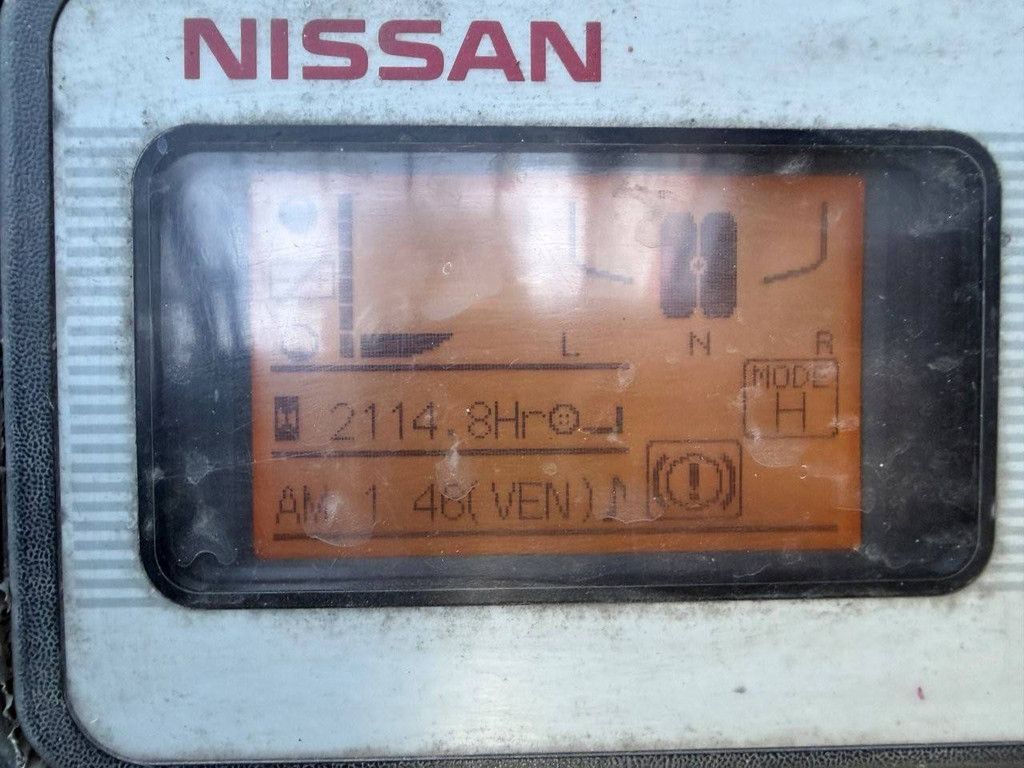 NISSAN
L N R
MODE
H
2114.8Hr
AM 1 48(VEN)